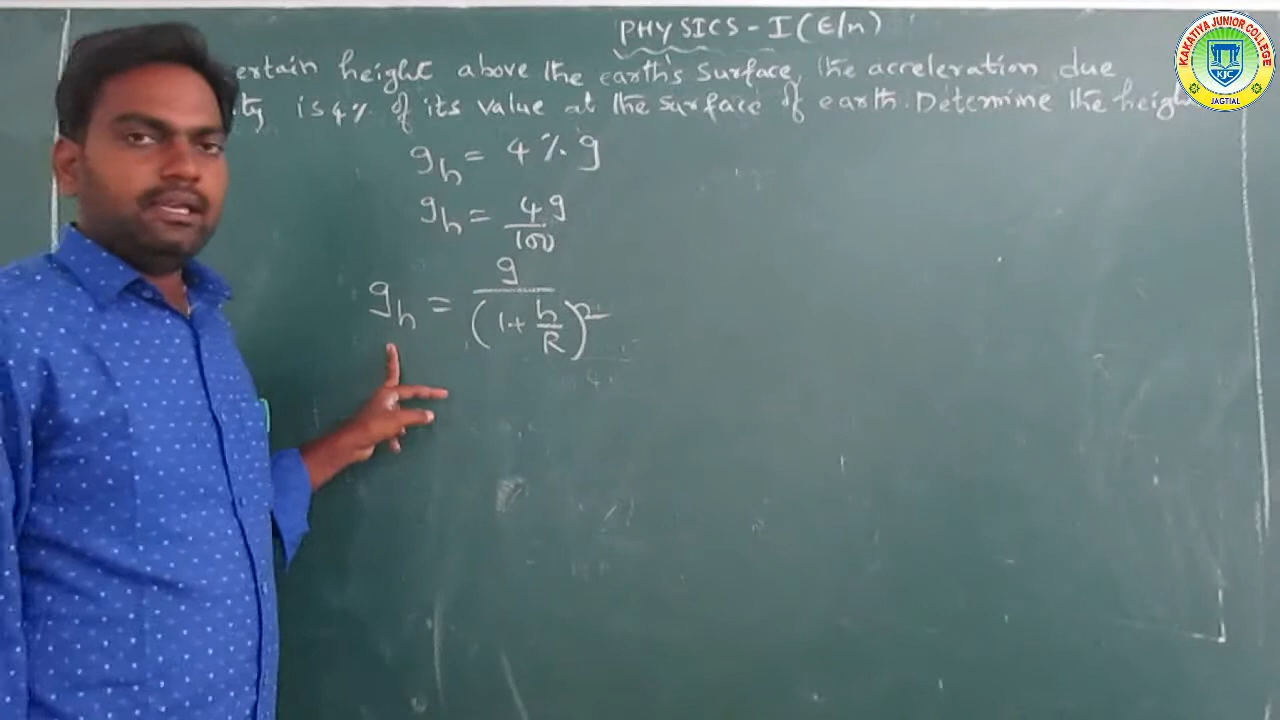 PHYSICS - I (E/M)
ertain height above the earth's surface, the acceleration due
ity is 4% of its value at the surface of earth. Determine the heigh
gh = 4 % g
gh = 4g/100
gh = g/(1+h/R)²
KAKATIYA JUNIOR COLLEGE
KJC
JAGTIAL